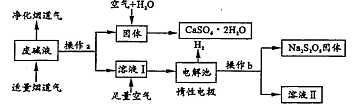 净化烟道气
空气+H₂O
废碱液
操作a
固体
CaSO₄·2H₂O
H₂
溶液Ⅰ
电解池
操作b
Na₂S₂O₈固体
溶液Ⅱ
适量烟道气
足量空气
惰性电极